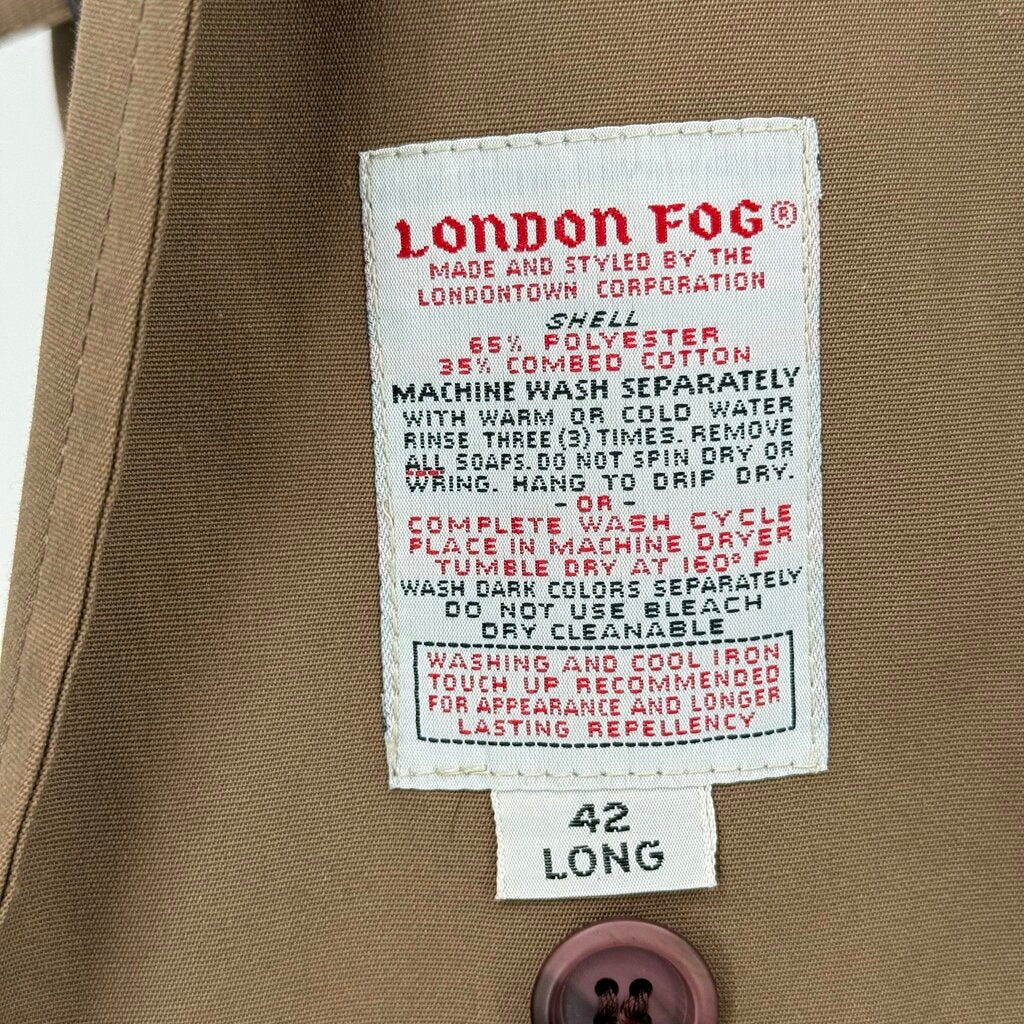 LONDON FOG®
MADE AND STYLED BY THE
LONDONTOWN CORPORATION
SHELL
65% POLYESTER
35% COMBED COTTON
MACHINE WASH SEPARATELY
WITH WARM OR COLD WATER
RINSE THREE (3) TIMES. REMOVE
ALL SOAPS. DO NOT SPIN DRY OR
WRING. HANG TO DRIP DRY.
- OR -
COMPLETE WASH CYCLE
PLACE IN MACHINE DRYER
TUMBLE DRY AT 160° F
WASH DARK COLORS SEPARATELY
DO NOT USE BLEACH
DRY CLEANABLE
WASHING AND COOL IRON
TOUCH UP RECOMMENDED
FOR APPEARANCE AND LONGER
LASTING REPELLENCY
42
LONG